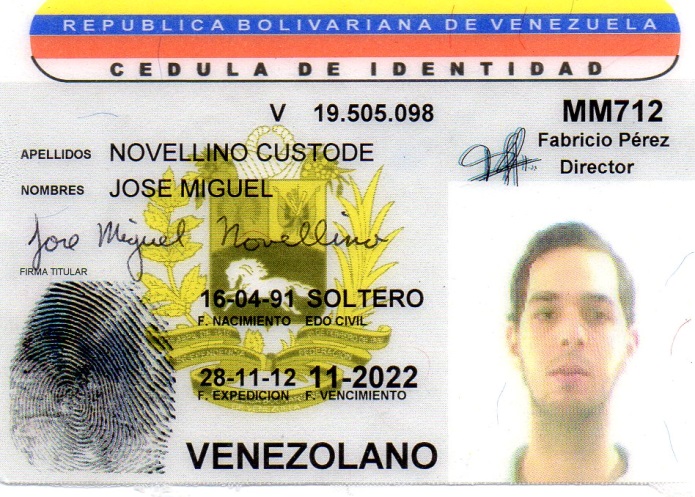 REPUBLICA BOLIVARIANA DE VENEZUELA
CEDULA DE IDENTIDAD
V 19.505.098
MM712
Fabricio Pérez
Director
APELLIDOS NOVELLINO CUSTODE
NOMBRES JOSE MIGUEL
Jose Miguel Novellino
FIRMA TITULAR
16-04-91 SOLTERO
F. NACIMIENTO EDO CIVIL
28-11-12 11-2022
F. EXPEDICION F. VENCIMIENTO
VENEZOLANO